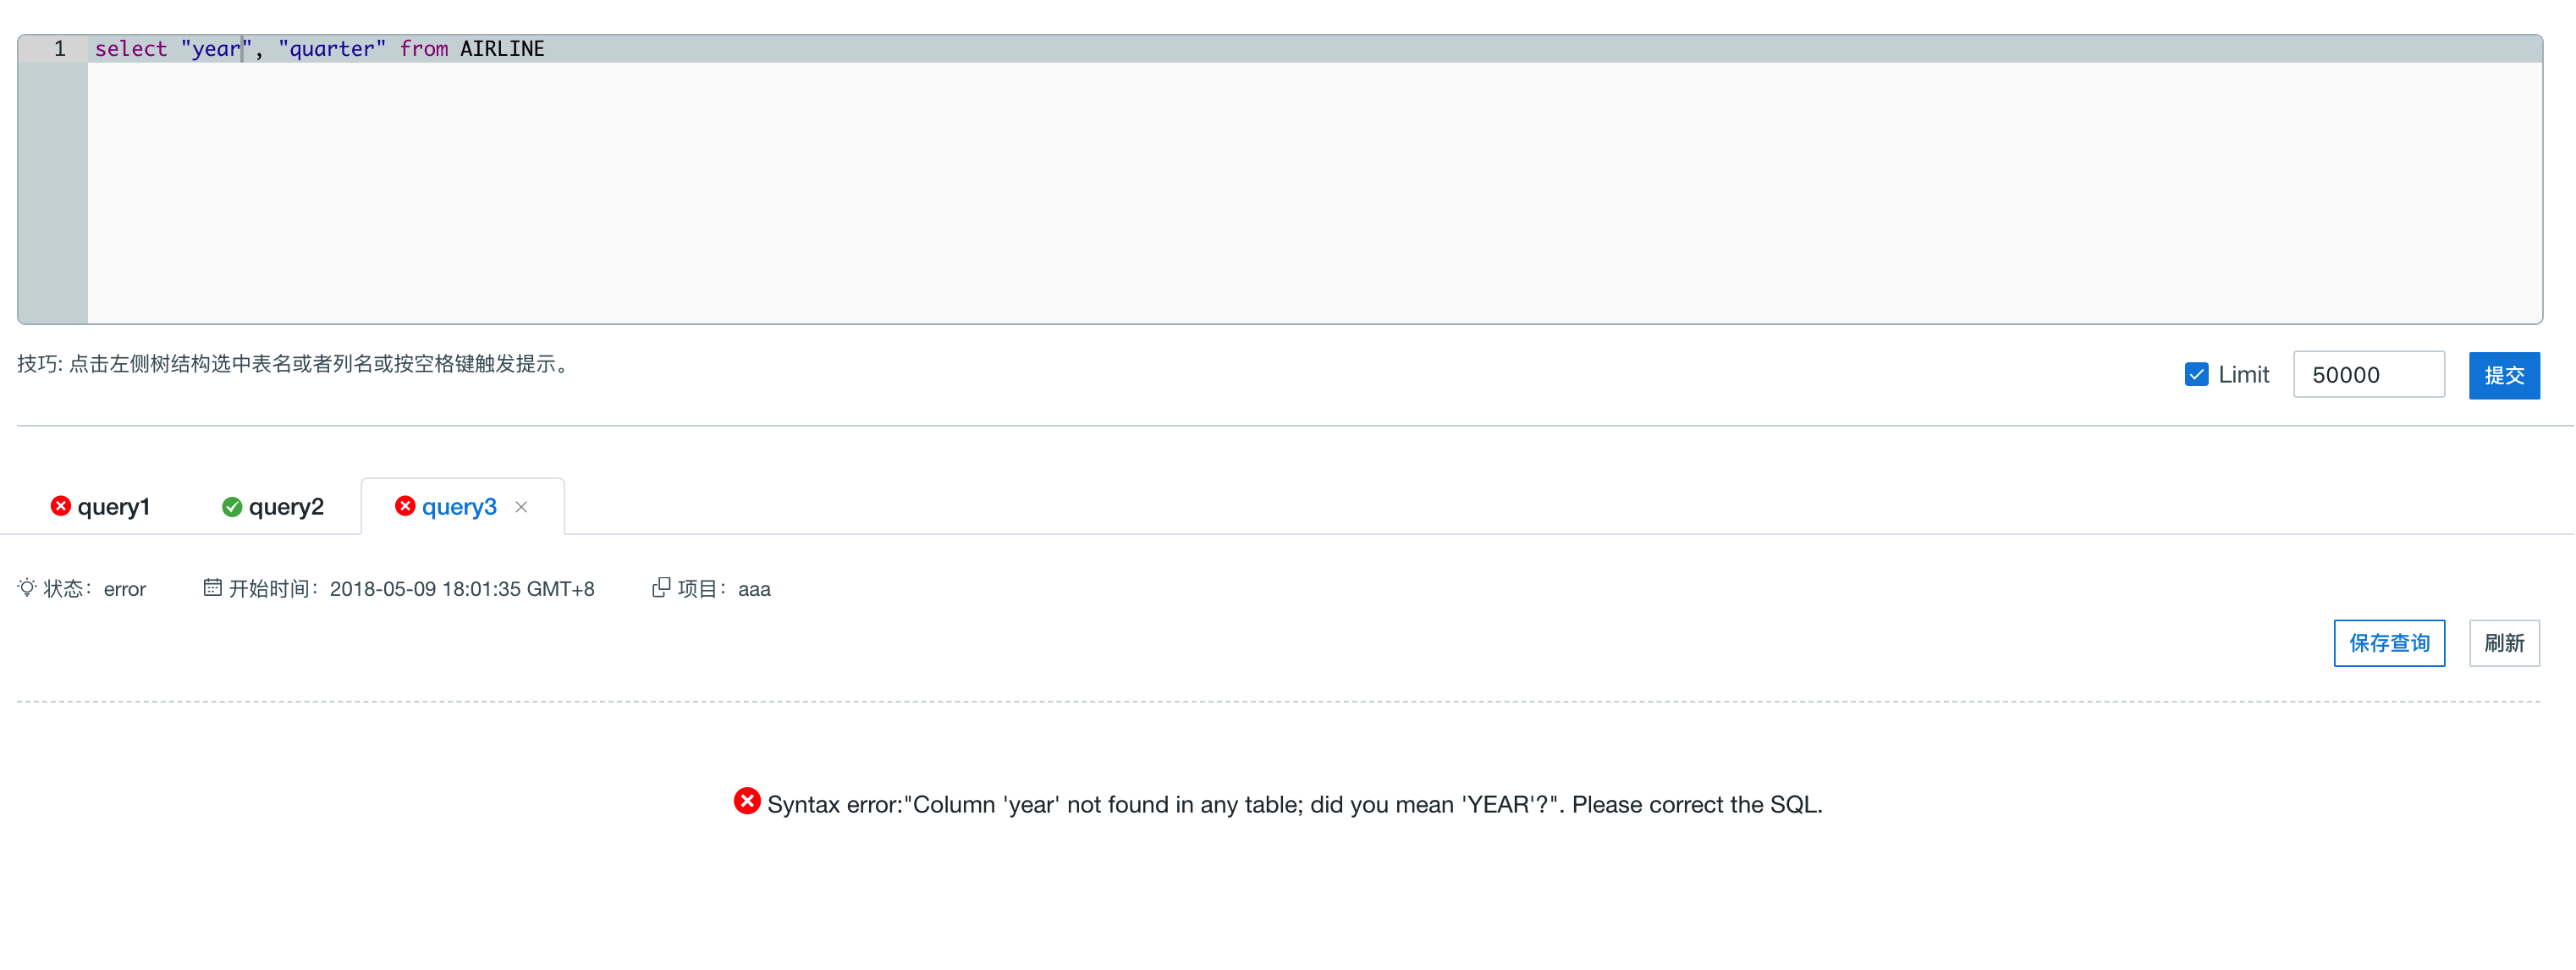 1 select "year", "quarter" from AIRLINE
技巧: 点击左侧树结构选中表名或者列名或按空格键触发提示。
Limit 50000 提交
query1 query2 query3
状态: error 开始时间: 2018-05-09 18:01:35 GMT+8 项目: aaa
保存查询 刷新
Syntax error:"Column 'year' not found in any table; did you mean 'YEAR'?". Please correct the SQL.